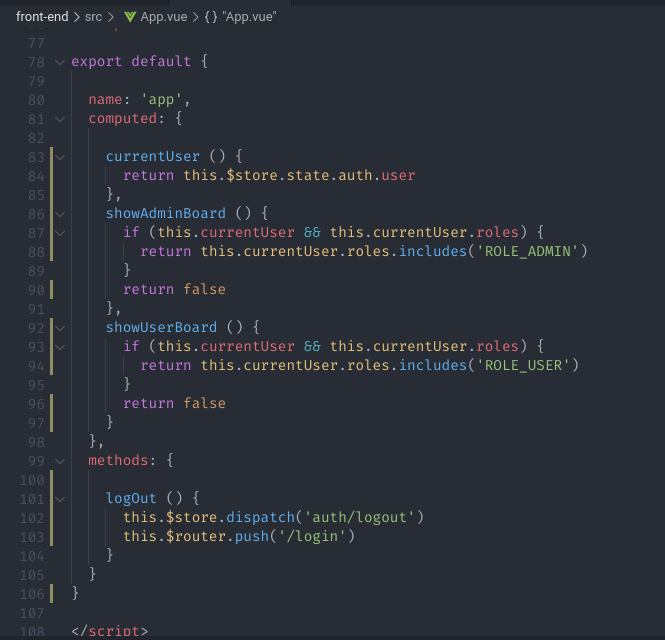 front-end > src > App.vue > {} "App.vue"
77
78 export default {
79
80   name: 'app',
81   computed: {
82
83     currentUser () {
84       return this.$store.state.auth.user
85     },
86     showAdminBoard () {
87       if (this.currentUser && this.currentUser.roles) {
88         return this.currentUser.roles.includes('ROLE_ADMIN')
89       }
90       return false
91     },
92     showUserBoard () {
93       if (this.currentUser && this.currentUser.roles) {
94         return this.currentUser.roles.includes('ROLE_USER')
95       }
96       return false
97     }
98   },
99   methods: {
100
101     logOut () {
102       this.$store.dispatch('auth/logout')
103       this.$router.push('/login')
104     }
105   }
106 }
107
108 </script>